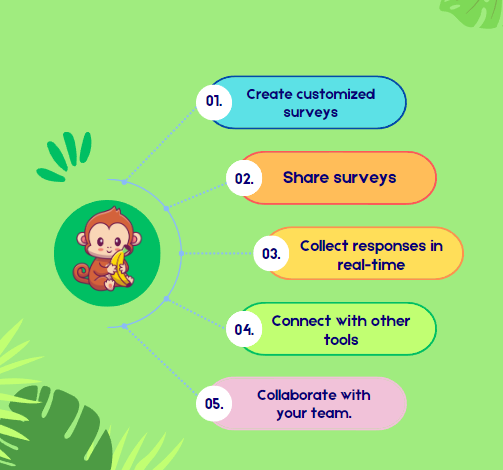 01.
Create customized
surveys
02.
Share surveys
03.
Collect responses in
real-time
04.
Connect with other
tools
05.
Collaborate with
your team.